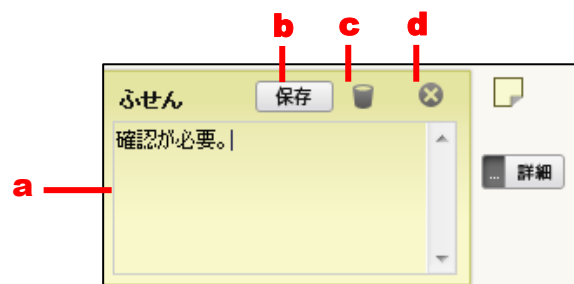 b c d
ふせん 保存
確認が必要。
a
... 詳細